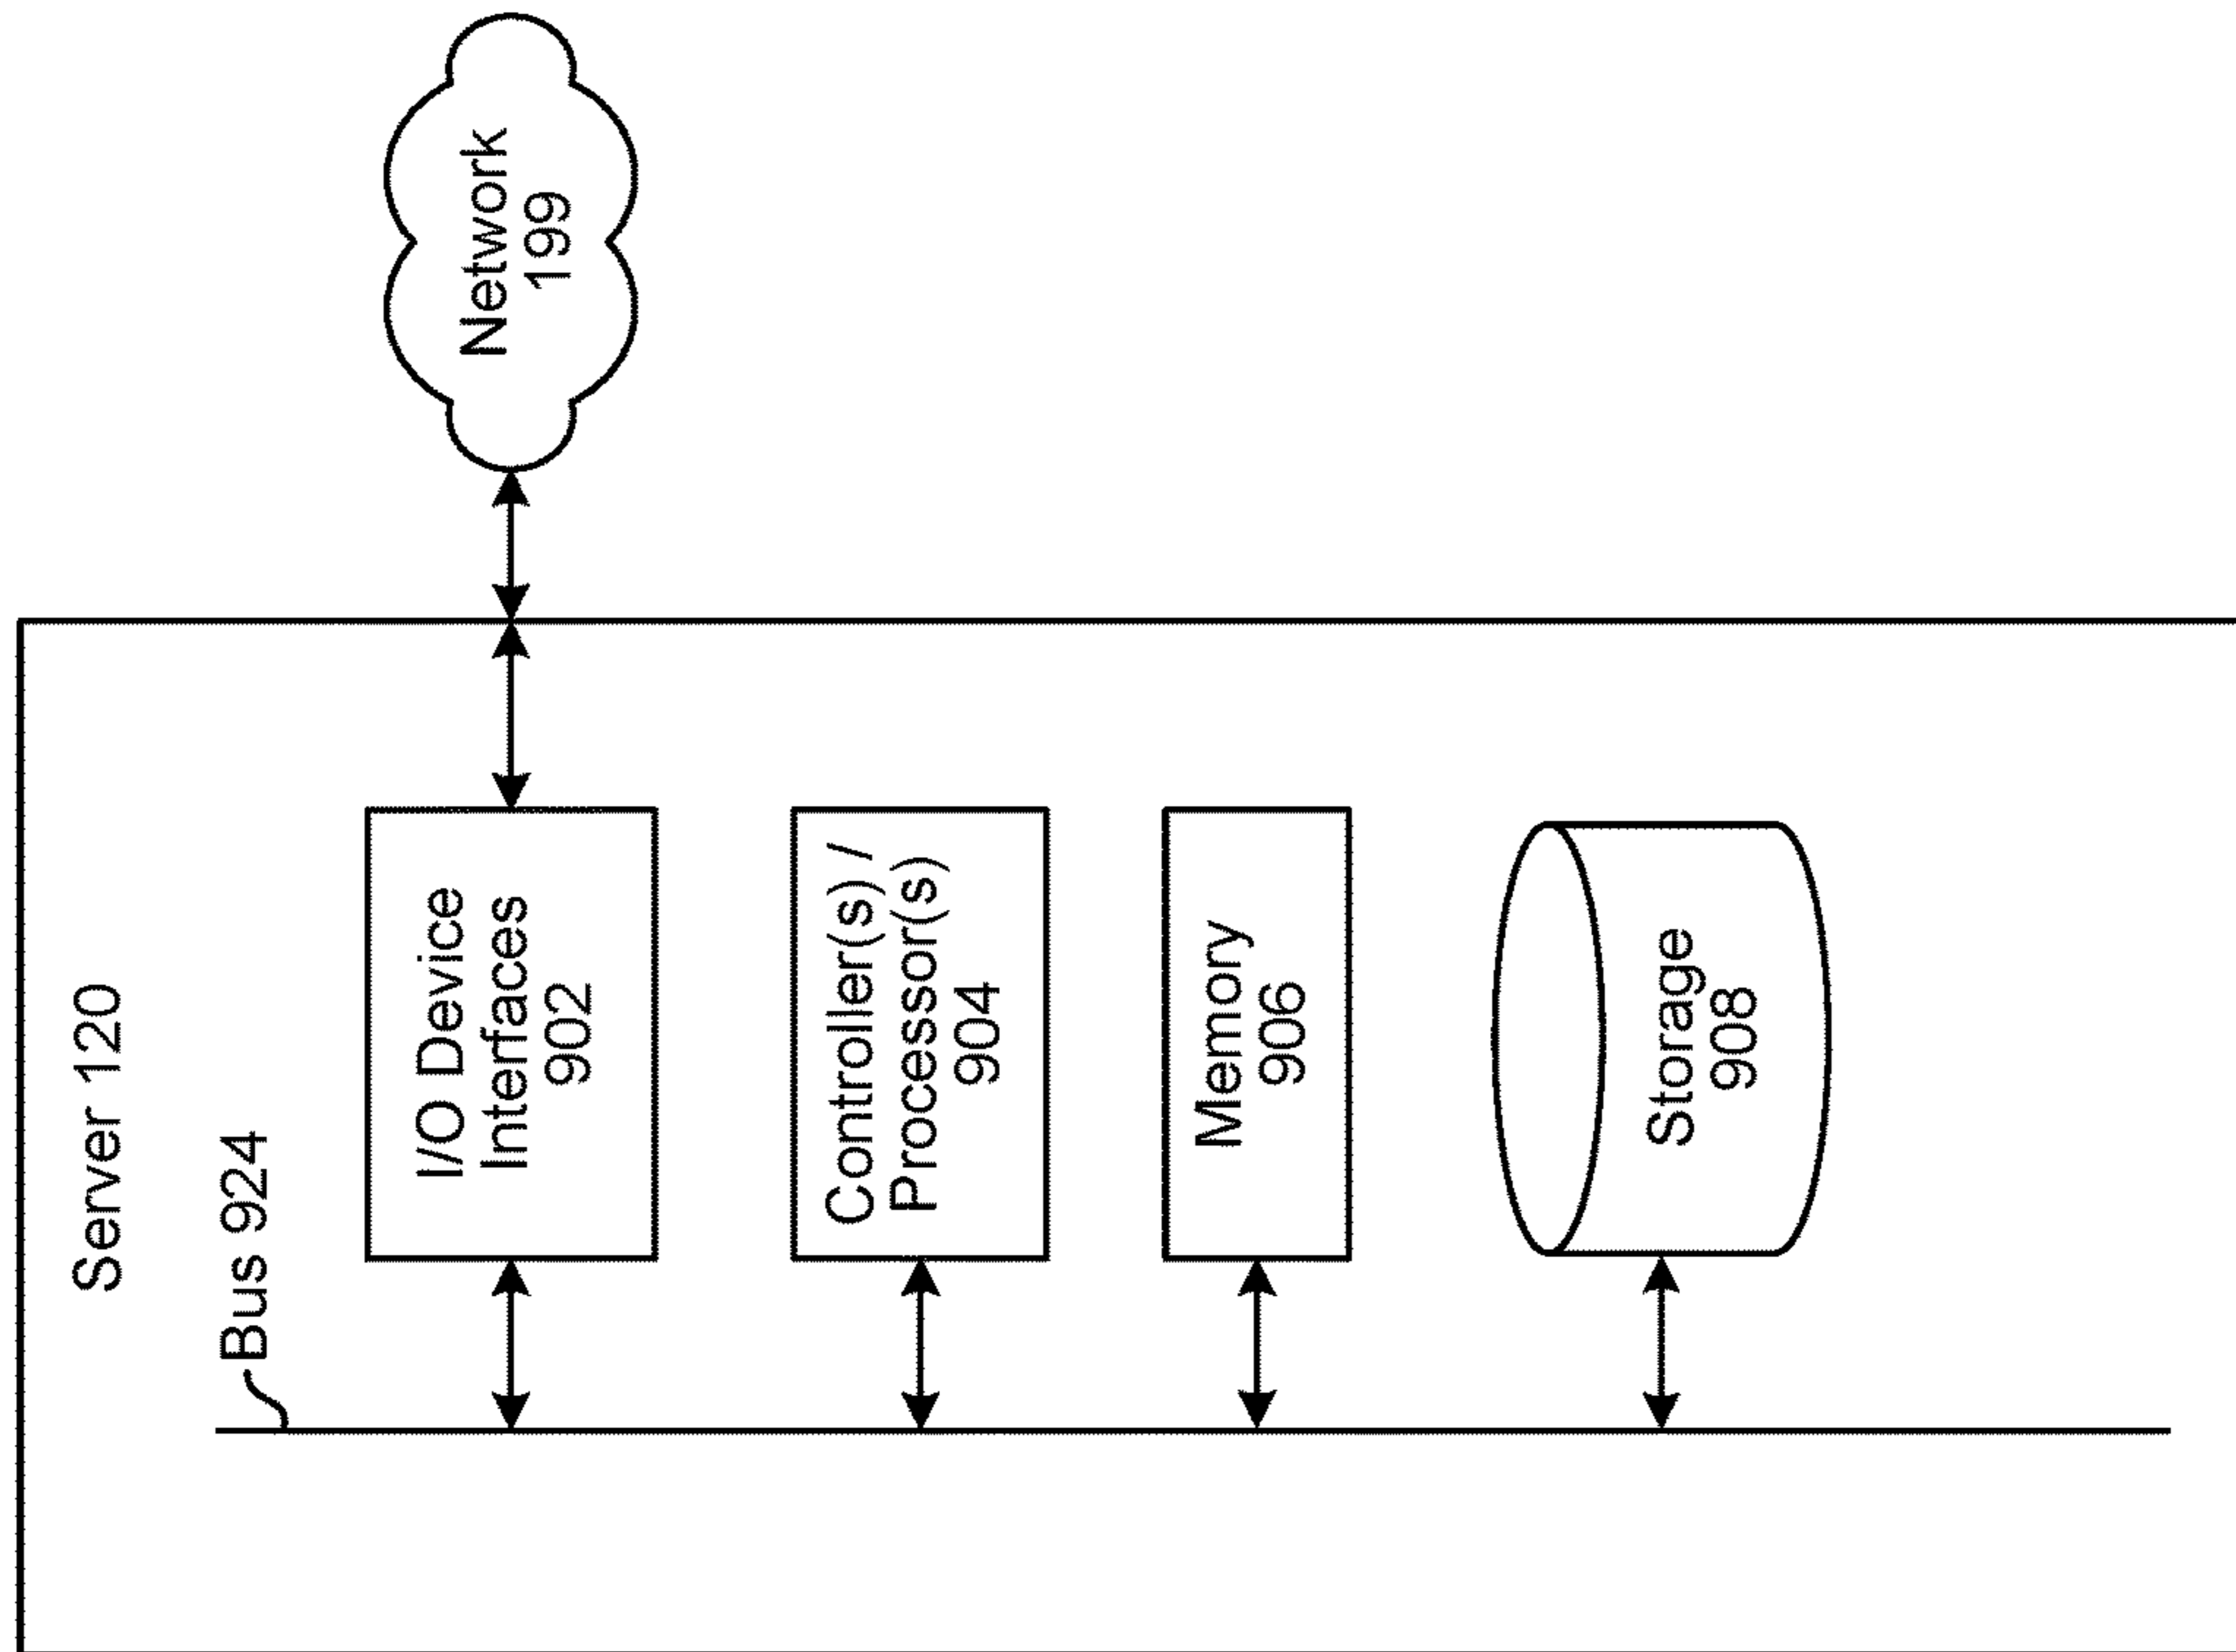 Server 120
Bus 924
I/O Device
Interfaces
902
Controller(s) /
Processor(s)
904
Memory
906
Storage
908
Network
199